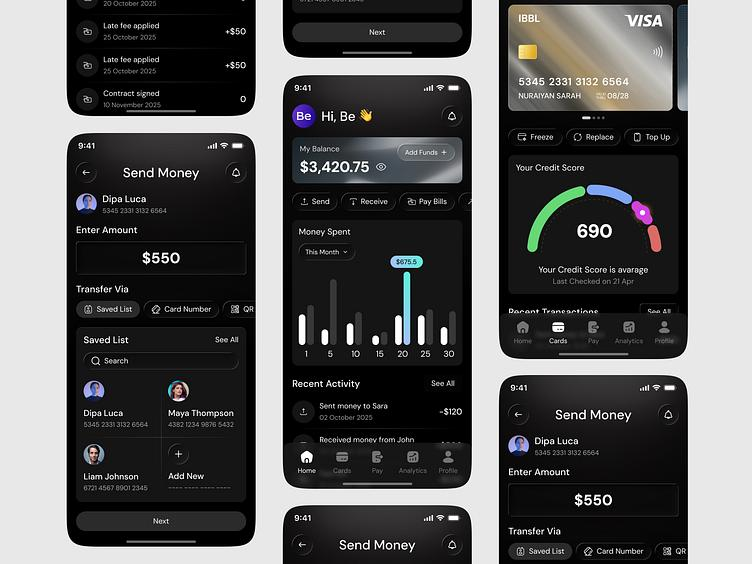 20 October 2025
Late fee applied
25 October 2025
+$50
Late fee applied
25 October 2025
+$50
Contract signed
10 November 2025
0
9:41
Send Money
Dipa Luca
5345 2331 3132 6564
Enter Amount
$550
Transfer Via
Saved List
Card Number
QR
Saved List
See All
Search
Dipa Luca
5345 2331 3132 6564
Maya Thompson
4382 1234 9876 5432
Liam Johnson
6721 4567 8901 2345
Add New
Next
Next
9:41
Be
Hi, Be 👋
My Balance
$3,420.75
Add Funds +
Send
Receive
Pay Bills
Money Spent
This Month
$675.5
1 5 10 15 20 25 30
Recent Activity
See All
Sent money to Sara
02 October 2025
-$120
Received money from John
Home
Cards
Pay
Analytics
Profile
9:41
Send Money
IBBL
VISA
5345 2331 3132 6564
NURAIYAN SARAH
08/28
Freeze
Replace
Top Up
Your Credit Score
690
Your Credit Score is avarage
Last Checked on 21 Apr
Recent Transactions
See All
Home
Cards
Pay
Analytics
Profile
9:41
Send Money
Dipa Luca
5345 2331 3132 6564
Enter Amount
$550
Transfer Via
Saved List
Card Number
QR